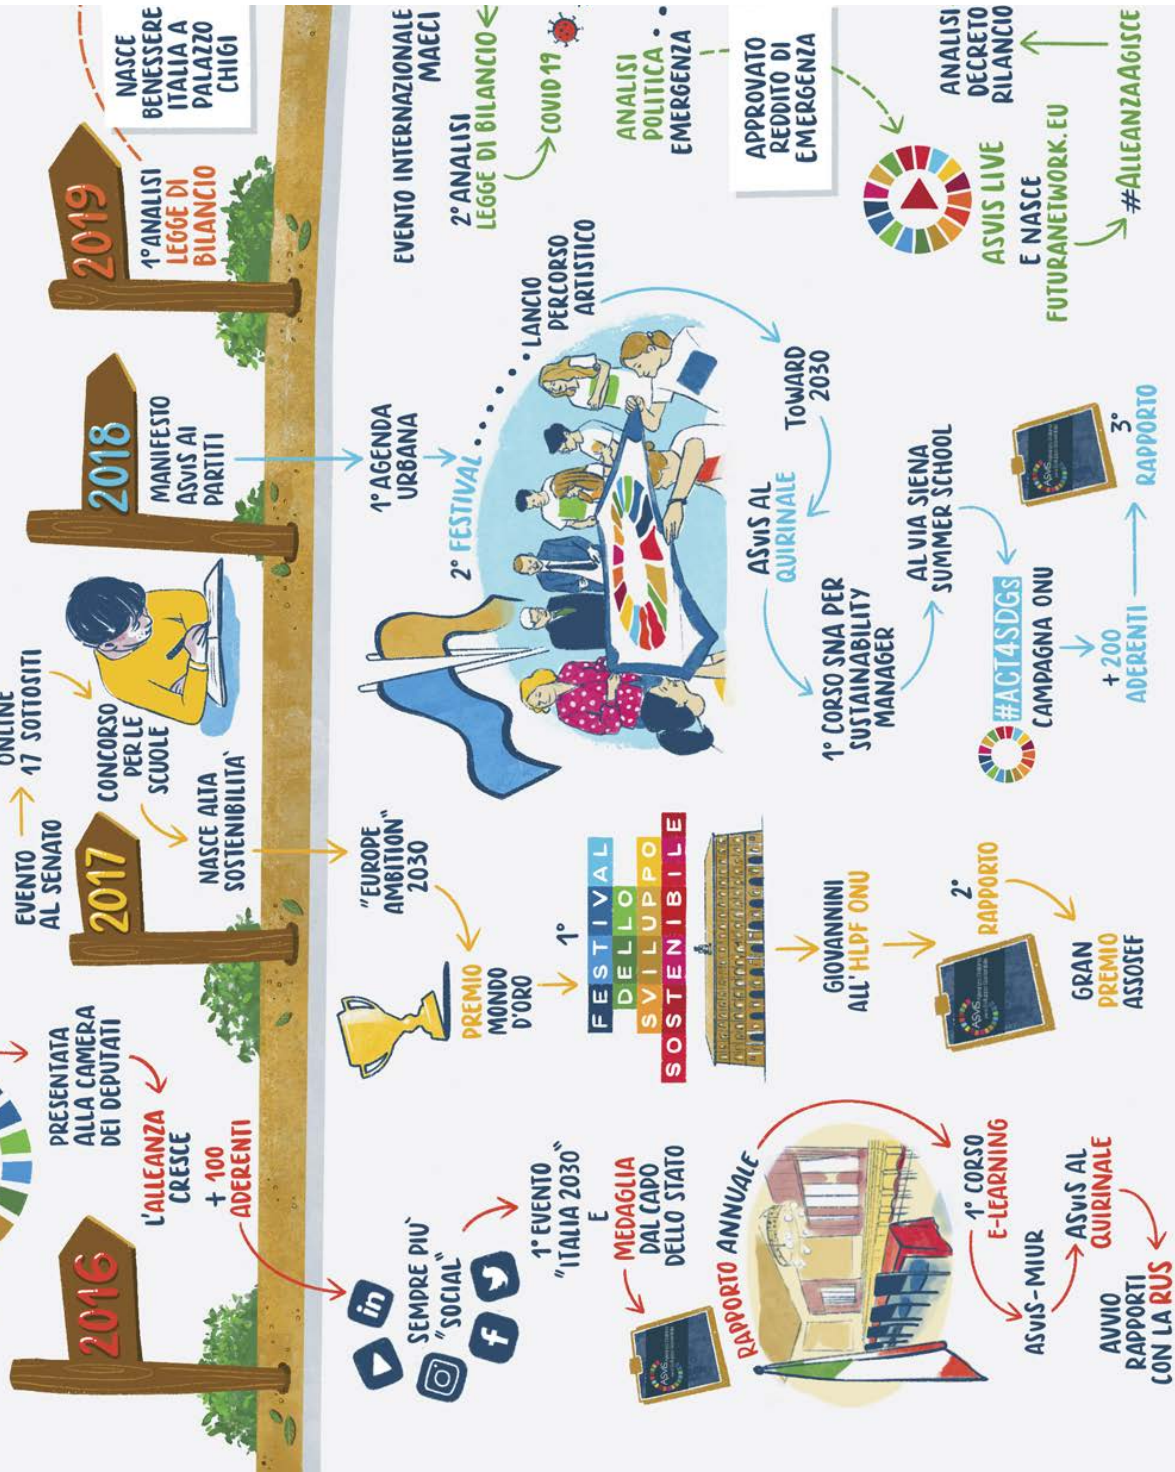 2016
PRESENTATA
ALLA CAMERA
DEI DEPUTATI
L'ALLEANZA
CRESCE
+ 100
ADERENTI
SEMPRE PIÙ
"SOCIAL"
1° EVENTO
"ITALIA 2030"
E
MEDAGLIA
DAL CAPO
DELLO STATO
ASviS
RAPPORTO ANNUALE
1° CORSO
E-LEARNING
ASviS-MIUR
ASviS AL
QUIRINALE
AVVIO
RAPPORTI
CON LA RUS
2017
EVENTO
AL SENATO
ONLINE
17 SOTTOSITI
CONCORSO
PER LE
SCUOLE
NASCE ALTA
SOSTENIBILITA`
"EUROPE
AMBITION"
2030
PREMIO
MONDO
D'ORO
1°
FESTIVAL
DELLO
SVILUPPO
SOSTENIBILE
GIOVANNINI
ALL'HLPF ONU
2°
RAPPORTO
ASviS
GRAN
PREMIO
ASSOSEF
2018
MANIFESTO
ASviS AI
PARTITI
1° AGENDA
URBANA
2° FESTIVAL
LANCIO
PERCORSO
ARTISTICO
TOWARD
2030
ASviS AL
QUIRINALE
1° CORSO SNA PER
SUSTAINABILITY
MANAGER
AL VIA SIENA
SUMMER SCHOOL
#ACT4SDGs
CAMPAGNA ONU
+ 200
ADERENTI
3°
RAPPORTO
ASviS
2019
1° ANALISI
LEGGE DI
BILANCIO
NASCE
BENESSERE
ITALIA A
PALAZZO
CHIGI
EVENTO INTERNAZIONALE
MAECI
2° ANALISI
LEGGE DI BILANCIO
COVID19
ANALISI
POLITICA
EMERGENZA
APPROVATO
REDDITO DI
EMERGENZA
ASVIS LIVE
E NASCE
FUTURANETWORK.EU
#ALLEANZAAGISCE
ANALISI
DECRETO
RILANCIO